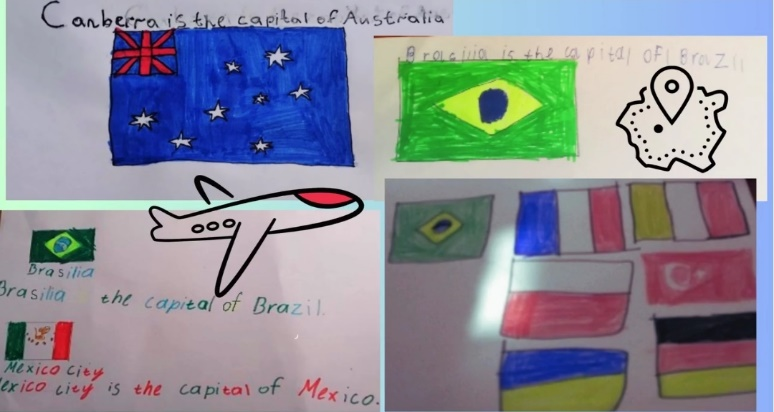 Canberra is the capital of Australia
is the capital OF Brazil
Brasilia
Brasilia the capital of Brazil.
Mexico City
exico city is the capital of Mexico.